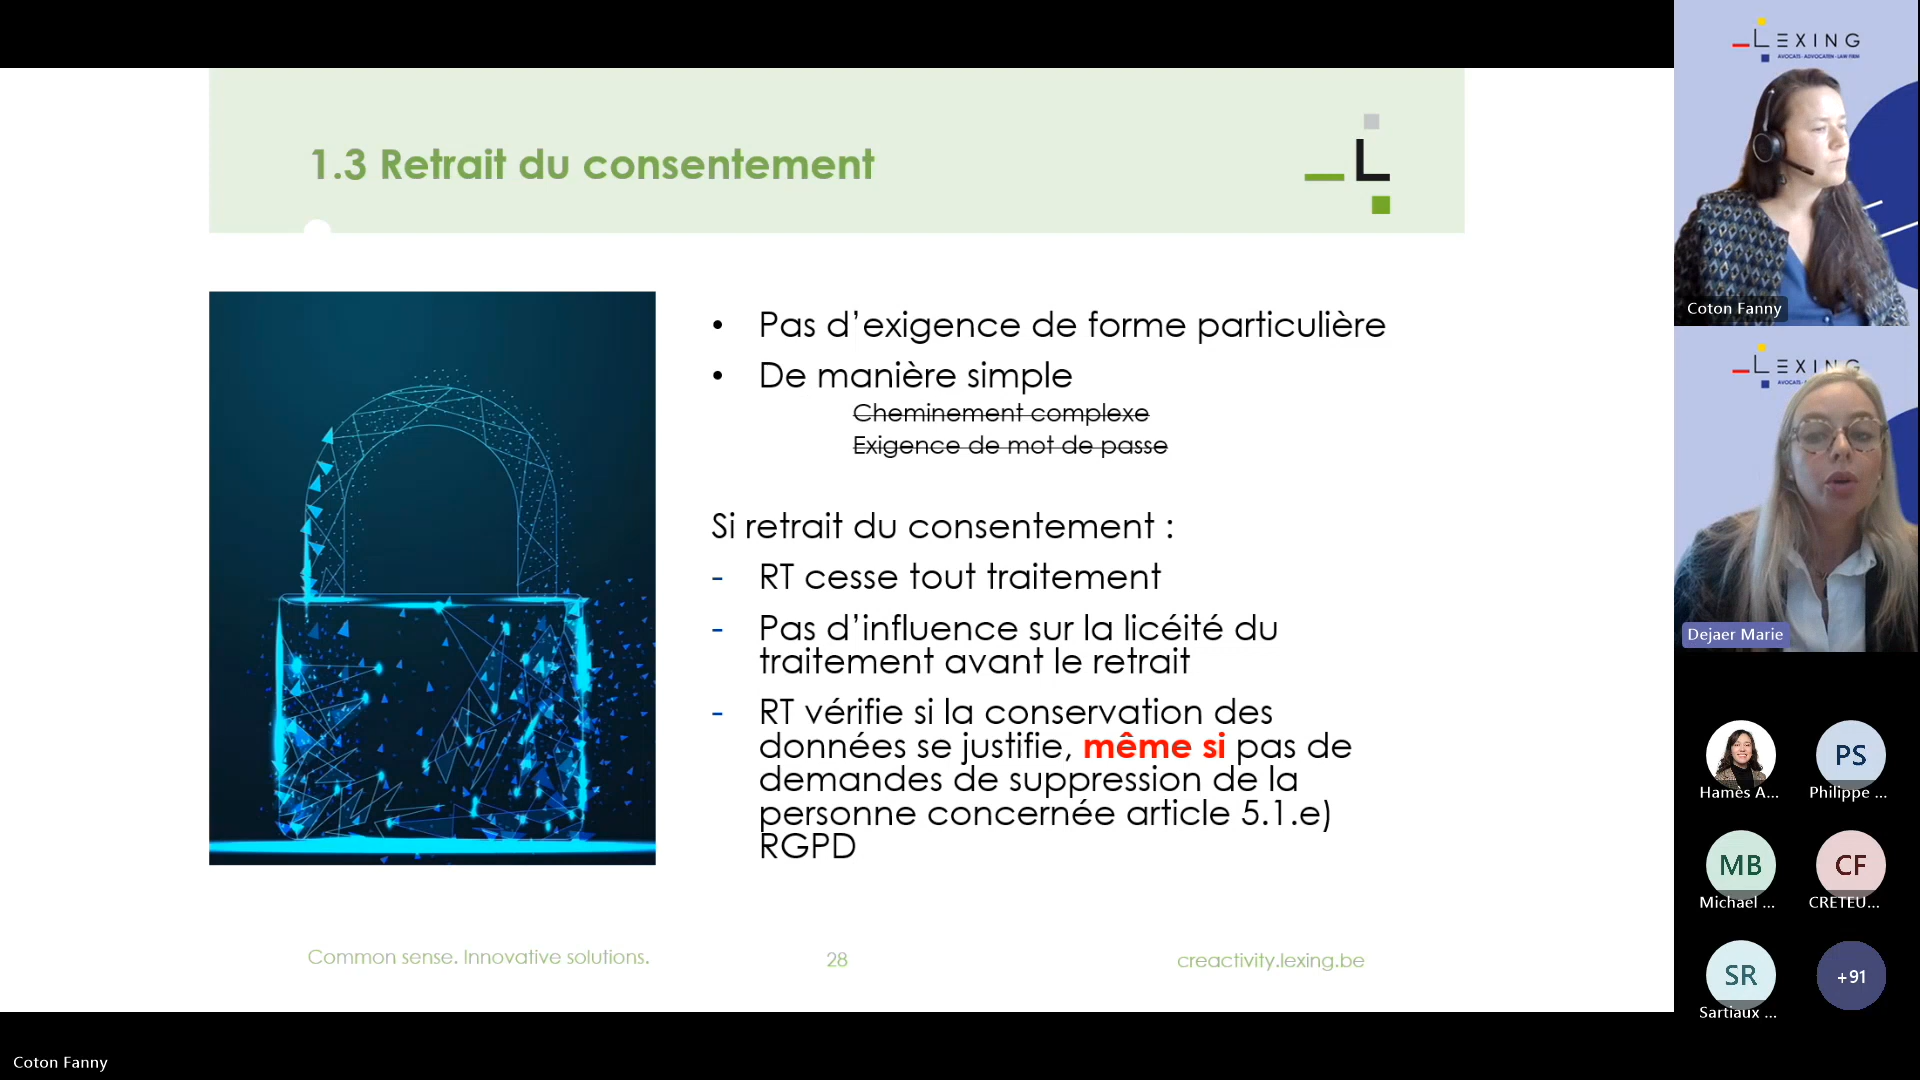 1.3 Retrait du consentement
L
• Pas d’exigence de forme particulière
• De manière simple
Cheminement complexe
Exigence de mot de passe
Si retrait du consentement :
- RT cesse tout traitement
- Pas d’influence sur la licéité du
traitement avant le retrait
- RT vérifie si la conservation des
données se justifie, même si pas de
demandes de suppression de la
personne concernée article 5.1.e)
RGPD
Common sense. Innovative solutions.
28
creactivity.lexing.be
LEXING
AVOCATS - ADVOCATEN - LAW FIRM
Coton Fanny
LEXING
AVOCATS -
Dejaer Marie
Hamès A...
PS
Philippe ...
MB
Michael ...
CF
CRETEU...
SR
Sartiaux ...
+91
Coton Fanny